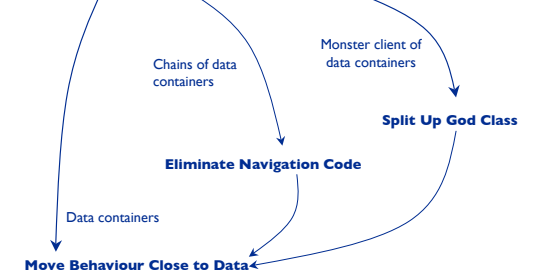 Monster client of
data containers
Chains of data
containers
Split Up God Class
Eliminate Navigation Code
Data containers
Move Behaviour Close to Data